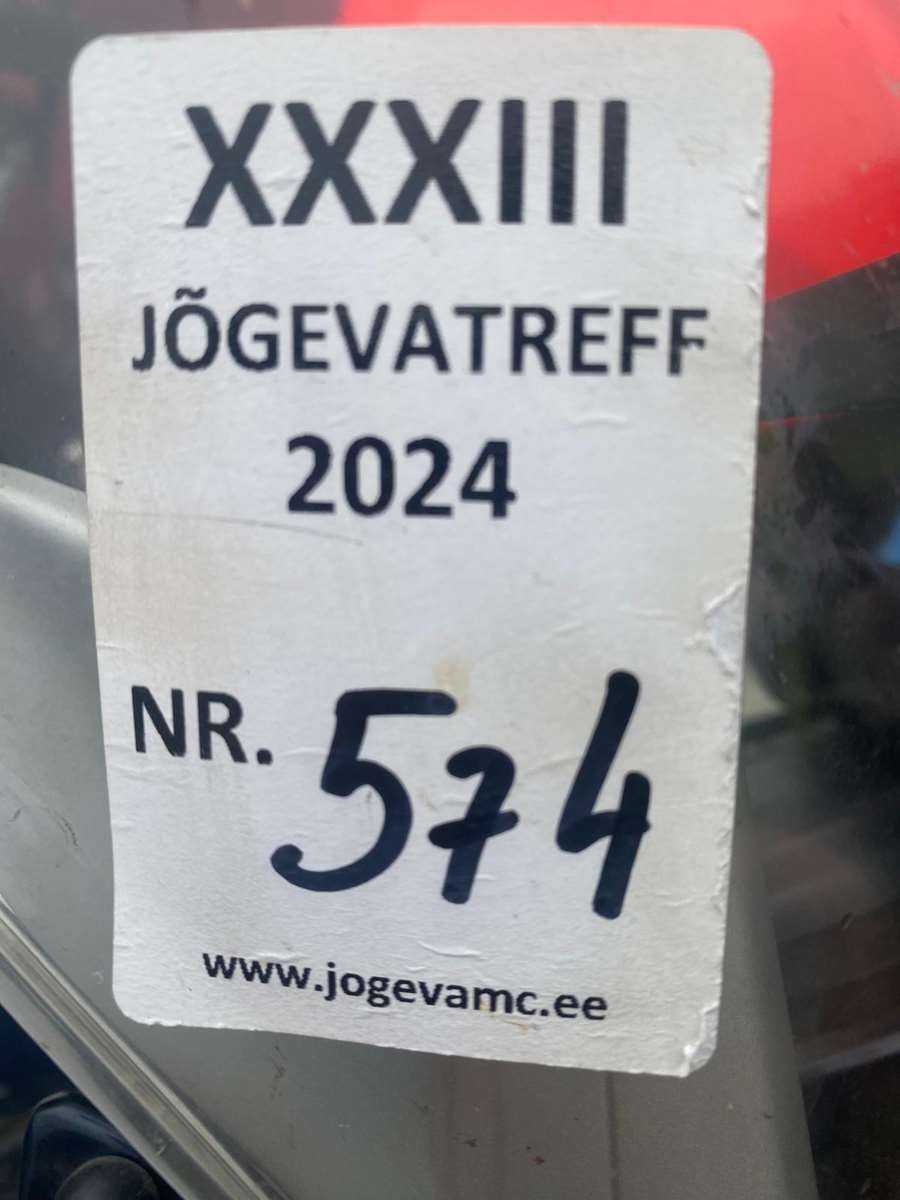 XXXIII
JÕGEVATREFF
2024
NR. 574
www.jogevamc.ee